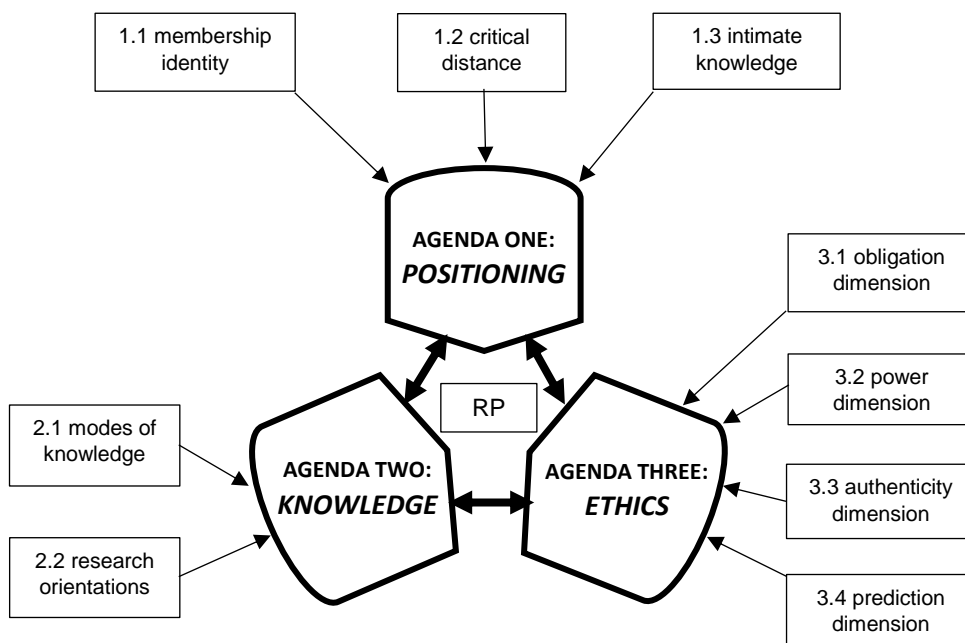 1.1 membership
identity
1.2 critical
distance
1.3 intimate
knowledge
AGENDA ONE:
POSITIONING
3.1 obligation
dimension
3.2 power
dimension
RP
2.1 modes of
knowledge
AGENDA TWO:
KNOWLEDGE
AGENDA THREE:
ETHICS
3.3 authenticity
dimension
2.2 research
orientations
3.4 prediction
dimension